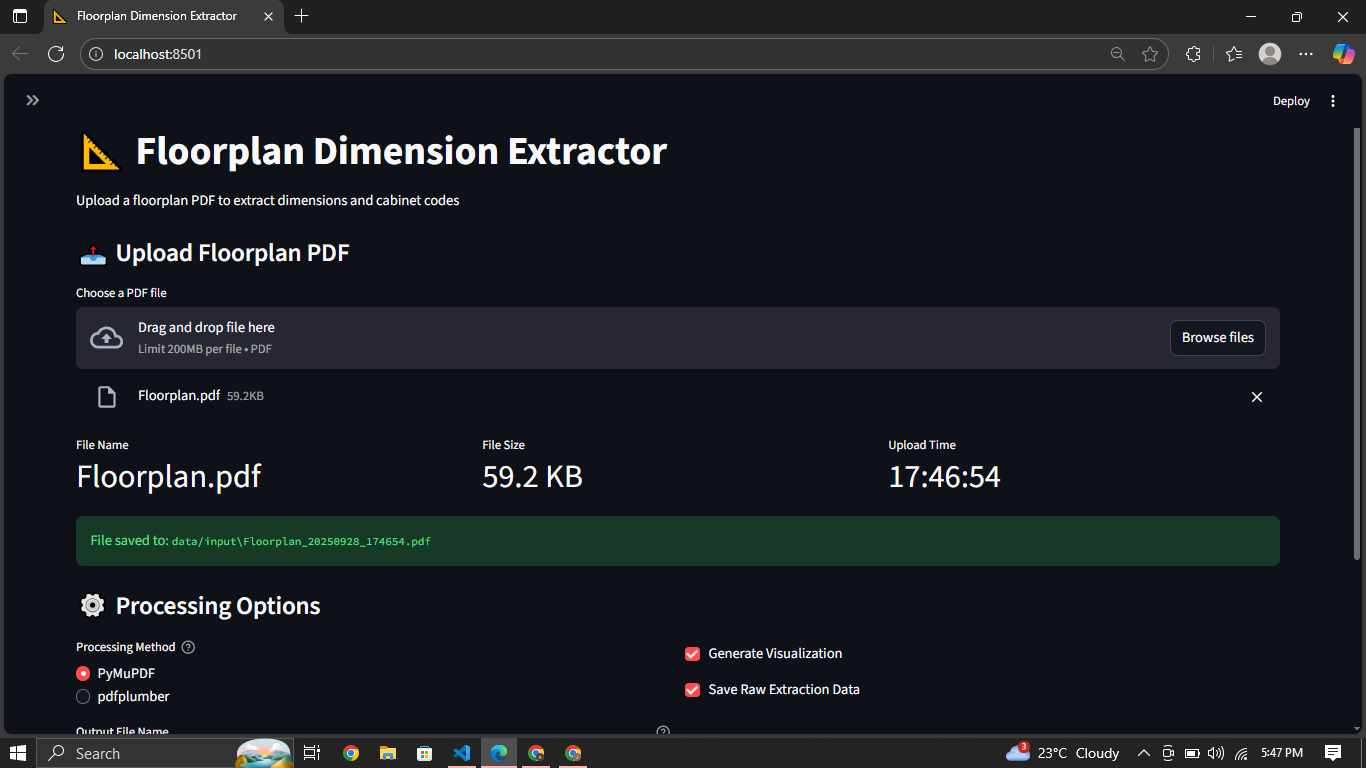 Floorplan Dimension Extractor
localhost:8501
Deploy
Floorplan Dimension Extractor
Upload a floorplan PDF to extract dimensions and cabinet codes
Upload Floorplan PDF
Choose a PDF file
Drag and drop file here
Limit 200MB per file • PDF
Browse files
Floorplan.pdf 59.2KB
File Name File Size Upload Time
Floorplan.pdf 59.2 KB 17:46:54
File saved to: data/input\Floorplan_20250928_174654.pdf
Processing Options
Processing Method
Generate Visualization
PyMuPDF
Save Raw Extraction Data
pdfplumber
Output File Name
Search
3
23°C Cloudy
5:47 PM